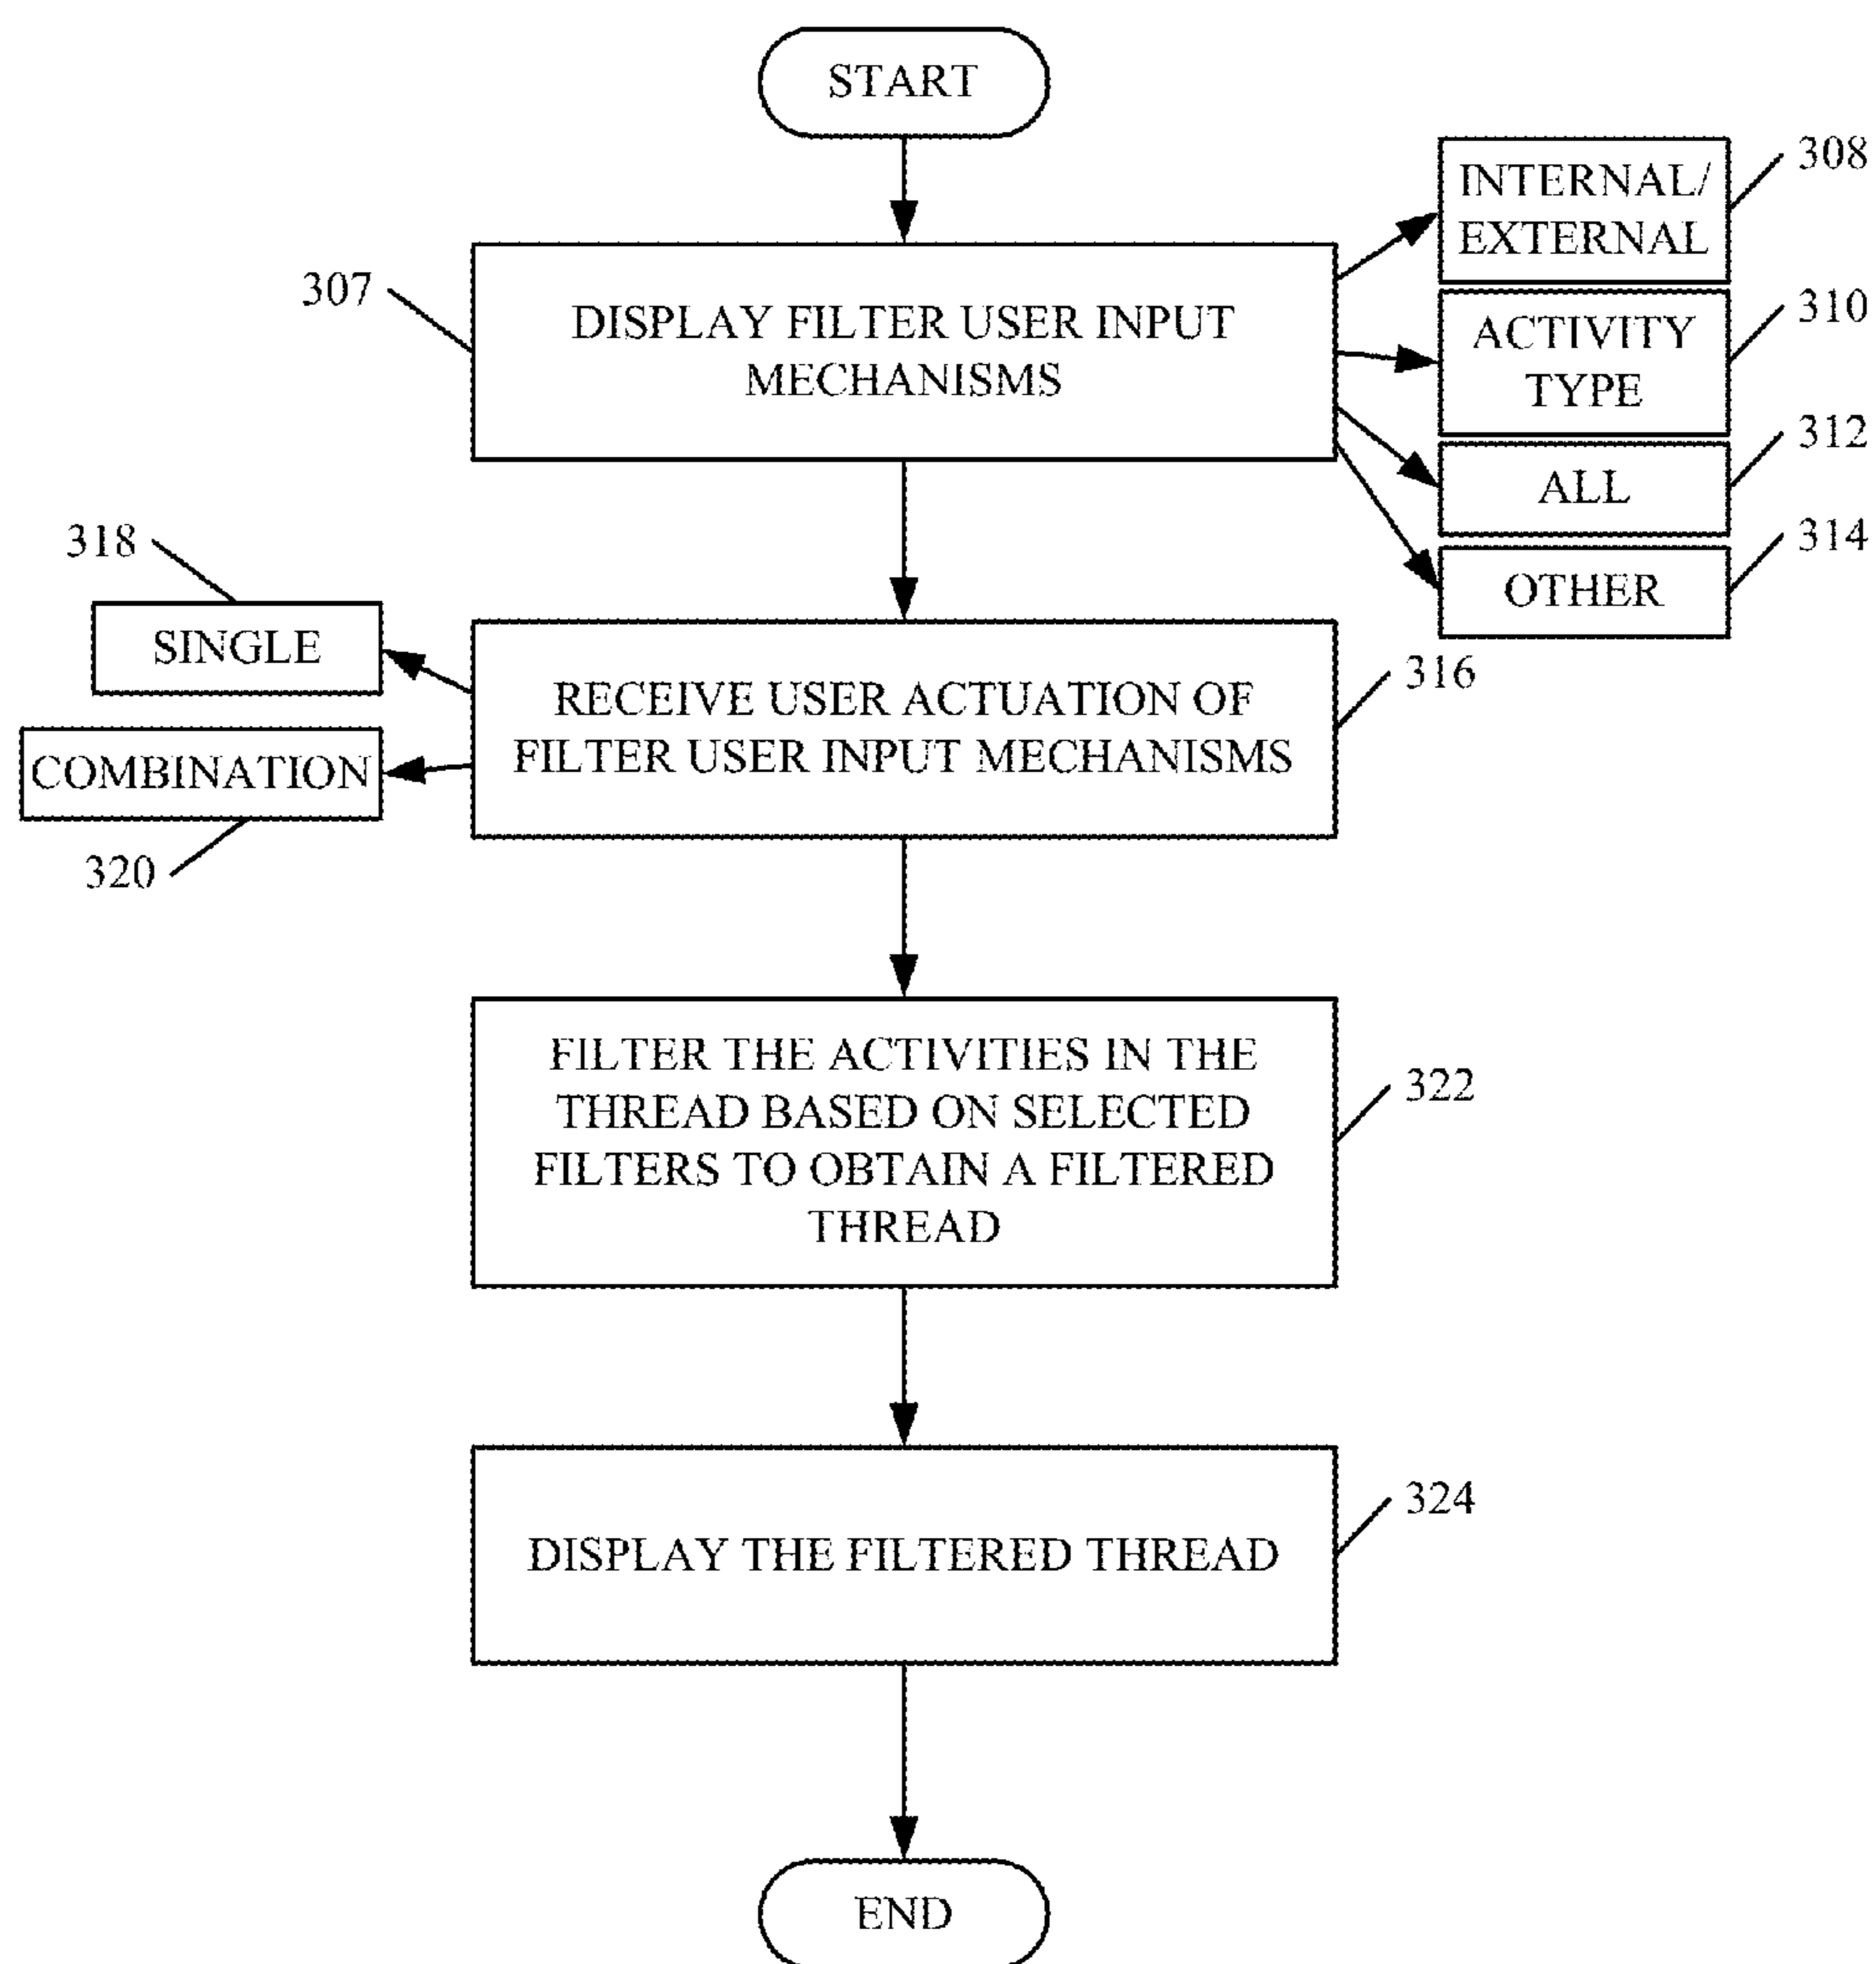 START
308
INTERNAL/
EXTERNAL
307
DISPLAY FILTER USER INPUT
MECHANISMS
310
ACTIVITY
TYPE
312
ALL
314
OTHER
318
SINGLE
316
RECEIVE USER ACTUATION OF
FILTER USER INPUT MECHANISMS
COMBINATION
320
FILTER THE ACTIVITIES IN THE
THREAD BASED ON SELECTED
FILTERS TO OBTAIN A FILTERED
THREAD
322
324
DISPLAY THE FILTERED THREAD
END